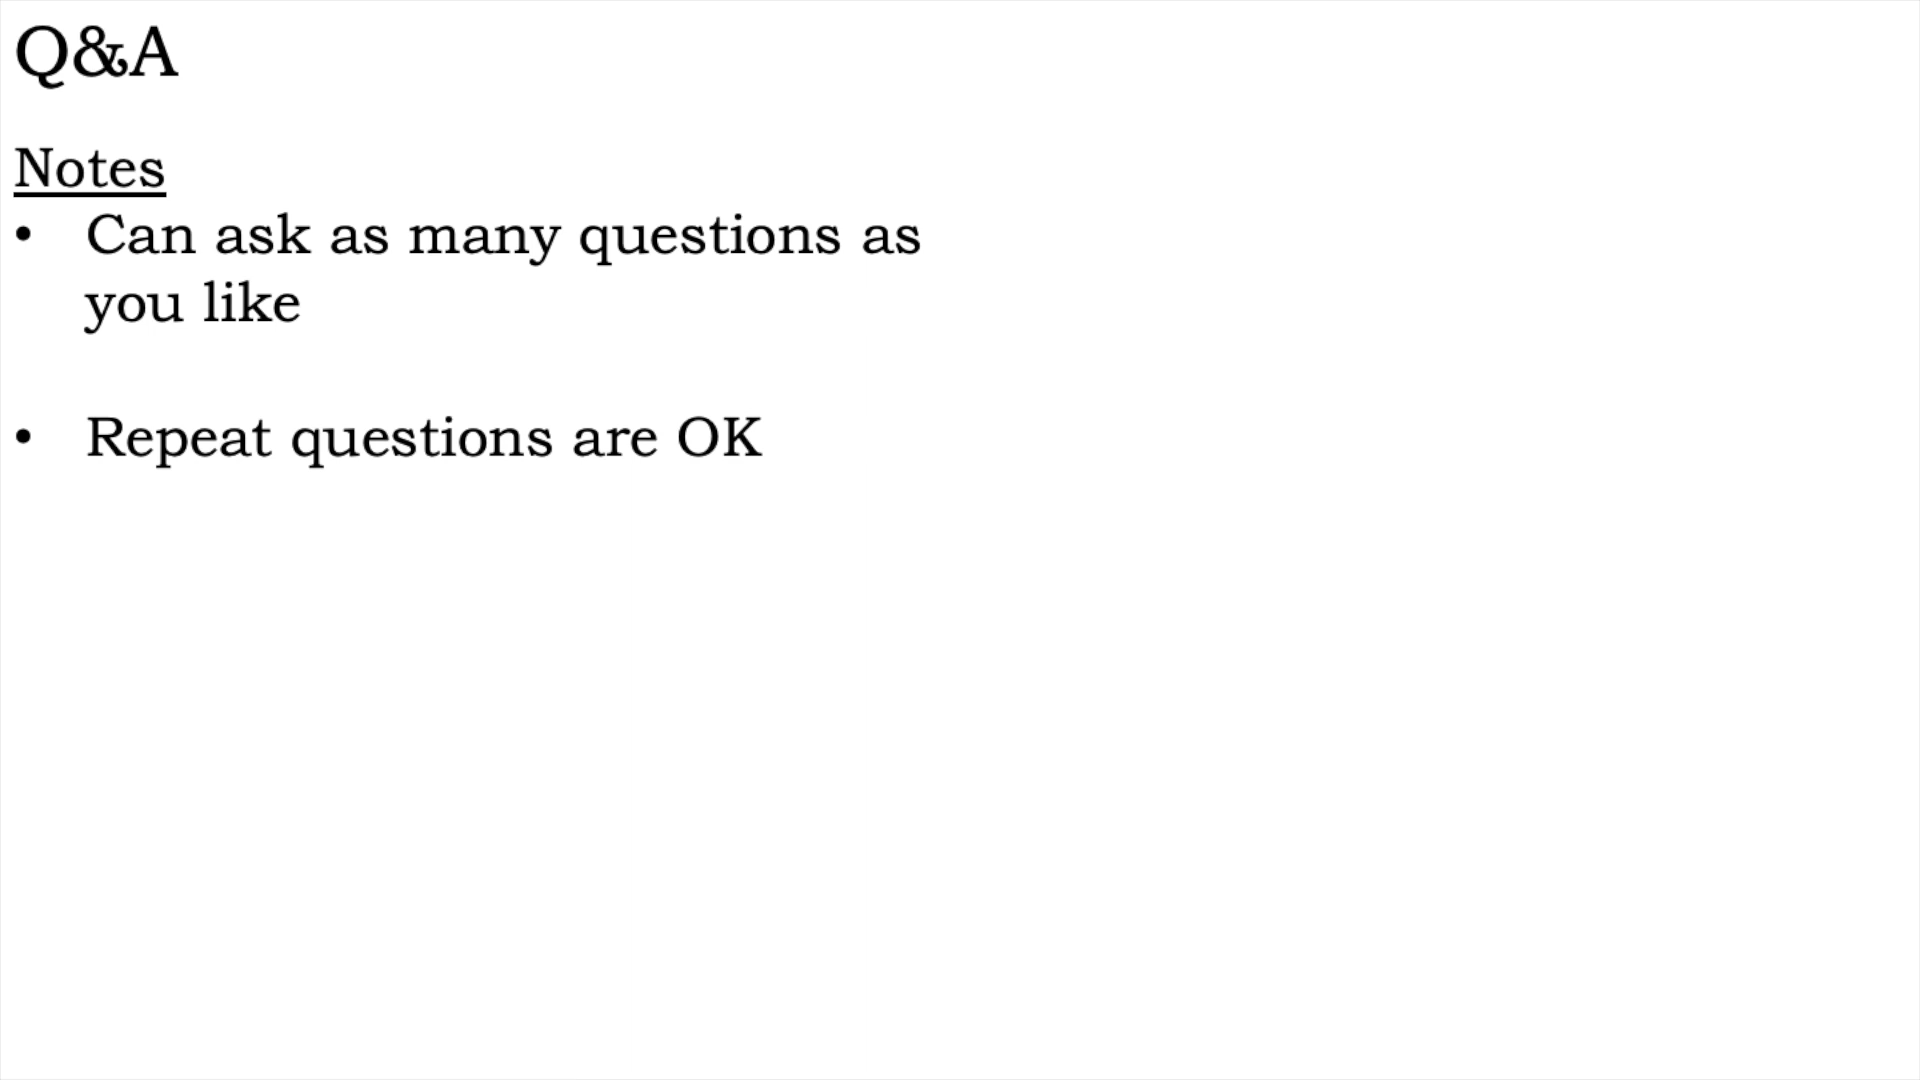 Q&A
Notes
• Can ask as many questions as
you like
• Repeat questions are OK